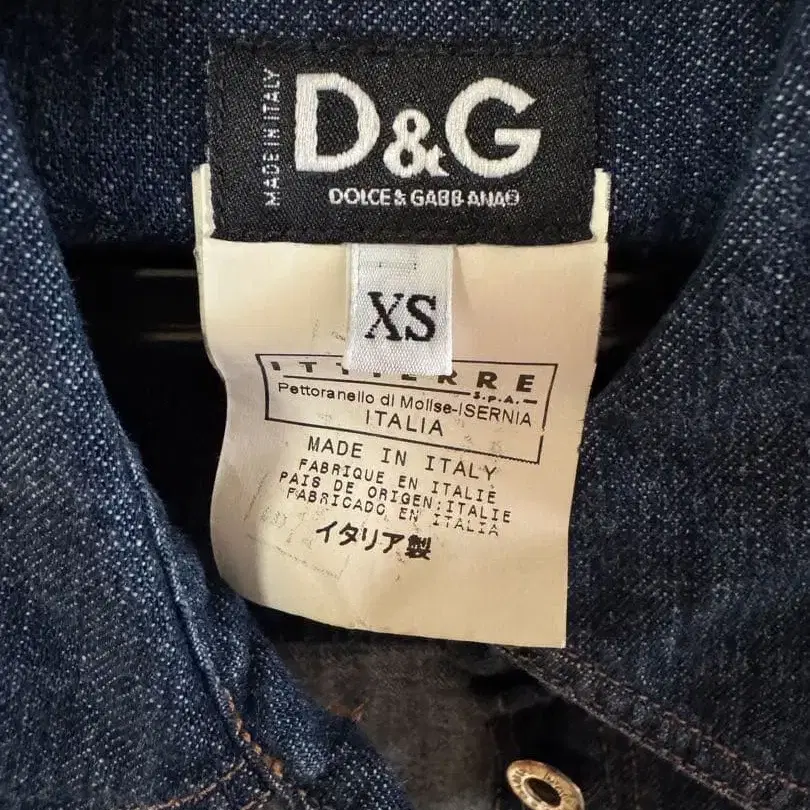 MADE IN ITALY
D&G
DOLCE & GABBANA®
XS
ITTIERRE
S.p.A.
Pettoranello di Molise-ISERNIA
ITALIA
MADE IN ITALY
FABRIQUE EN ITALIE
PAIS DE ORIGEN:ITALIE
FABRICADO EN ITALIA
イタリア製